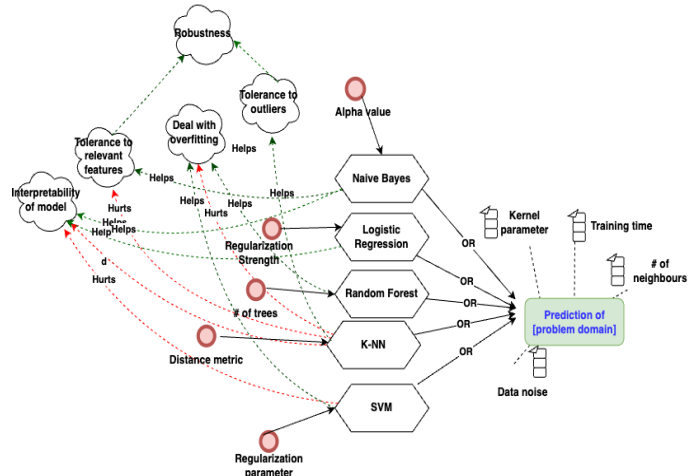 Robustness
Tolerance to
outliers
Deal with
overfitting
Alpha value
Tolerance to
relevant
features
Helps
Interpretability
of model
Helps
Naive Bayes
Helps
Helps
Helps
Hurts
Hurts
Helps
Help
Helps
Regularization
Strength
Logistic
Regression
OR
Kernel
parameter
Training time
# of
neighbours
d
Hurts
OR
# of trees
Random Forest
OR
Prediction of
[problem domain]
Distance metric
K-NN
OR
OR
Data noise
SVM
Regularization
parameter